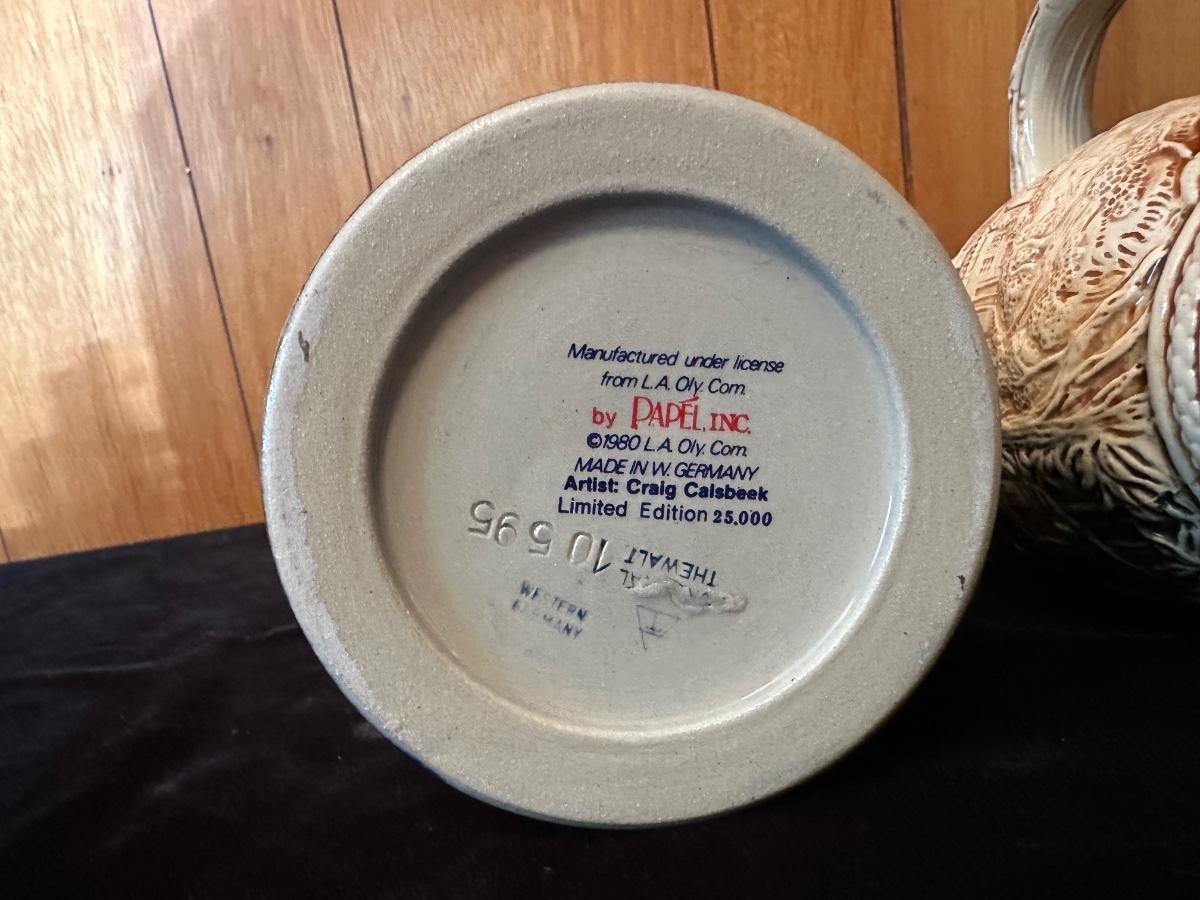 Manufactured under license
from L.A. Oly. Com.
by PAPÉL, INC.
©1980 L.A. Oly. Com.
MADE IN W. GERMANY
Artist: Craig Calsbeek
Limited Edition 25.000
10 5 95
THEWALT
WESTERN
GERMANY